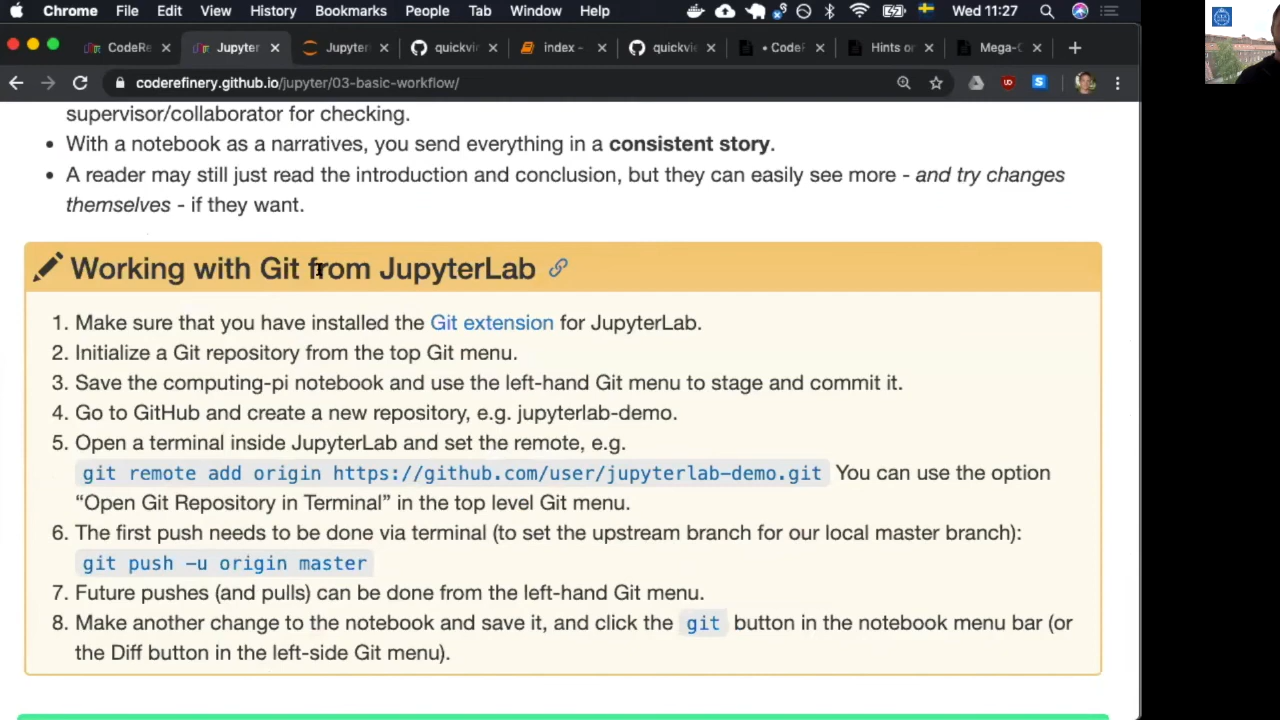 Chrome File Edit View History Bookmarks People Tab Window Help Wed 11:27
CodeRe Jupyter Jupyter quickvi index - quickvi • CodeF Hints or Mega-C
coderefinery.github.io/jupyter/03-basic-workflow/
supervisor/collaborator for checking.
• With a notebook as a narratives, you send everything in a consistent story.
• A reader may still just read the introduction and conclusion, but they can easily see more - and try changes
themselves - if they want.
Working with Git from JupyterLab
1. Make sure that you have installed the Git extension for JupyterLab.
2. Initialize a Git repository from the top Git menu.
3. Save the computing-pi notebook and use the left-hand Git menu to stage and commit it.
4. Go to GitHub and create a new repository, e.g. jupyterlab-demo.
5. Open a terminal inside JupyterLab and set the remote, e.g.
git remote add origin https://github.com/user/jupyterlab-demo.git You can use the option
“Open Git Repository in Terminal” in the top level Git menu.
6. The first push needs to be done via terminal (to set the upstream branch for our local master branch):
git push -u origin master
7. Future pushes (and pulls) can be done from the left-hand Git menu.
8. Make another change to the notebook and save it, and click the git button in the notebook menu bar (or
the Diff button in the left-side Git menu).